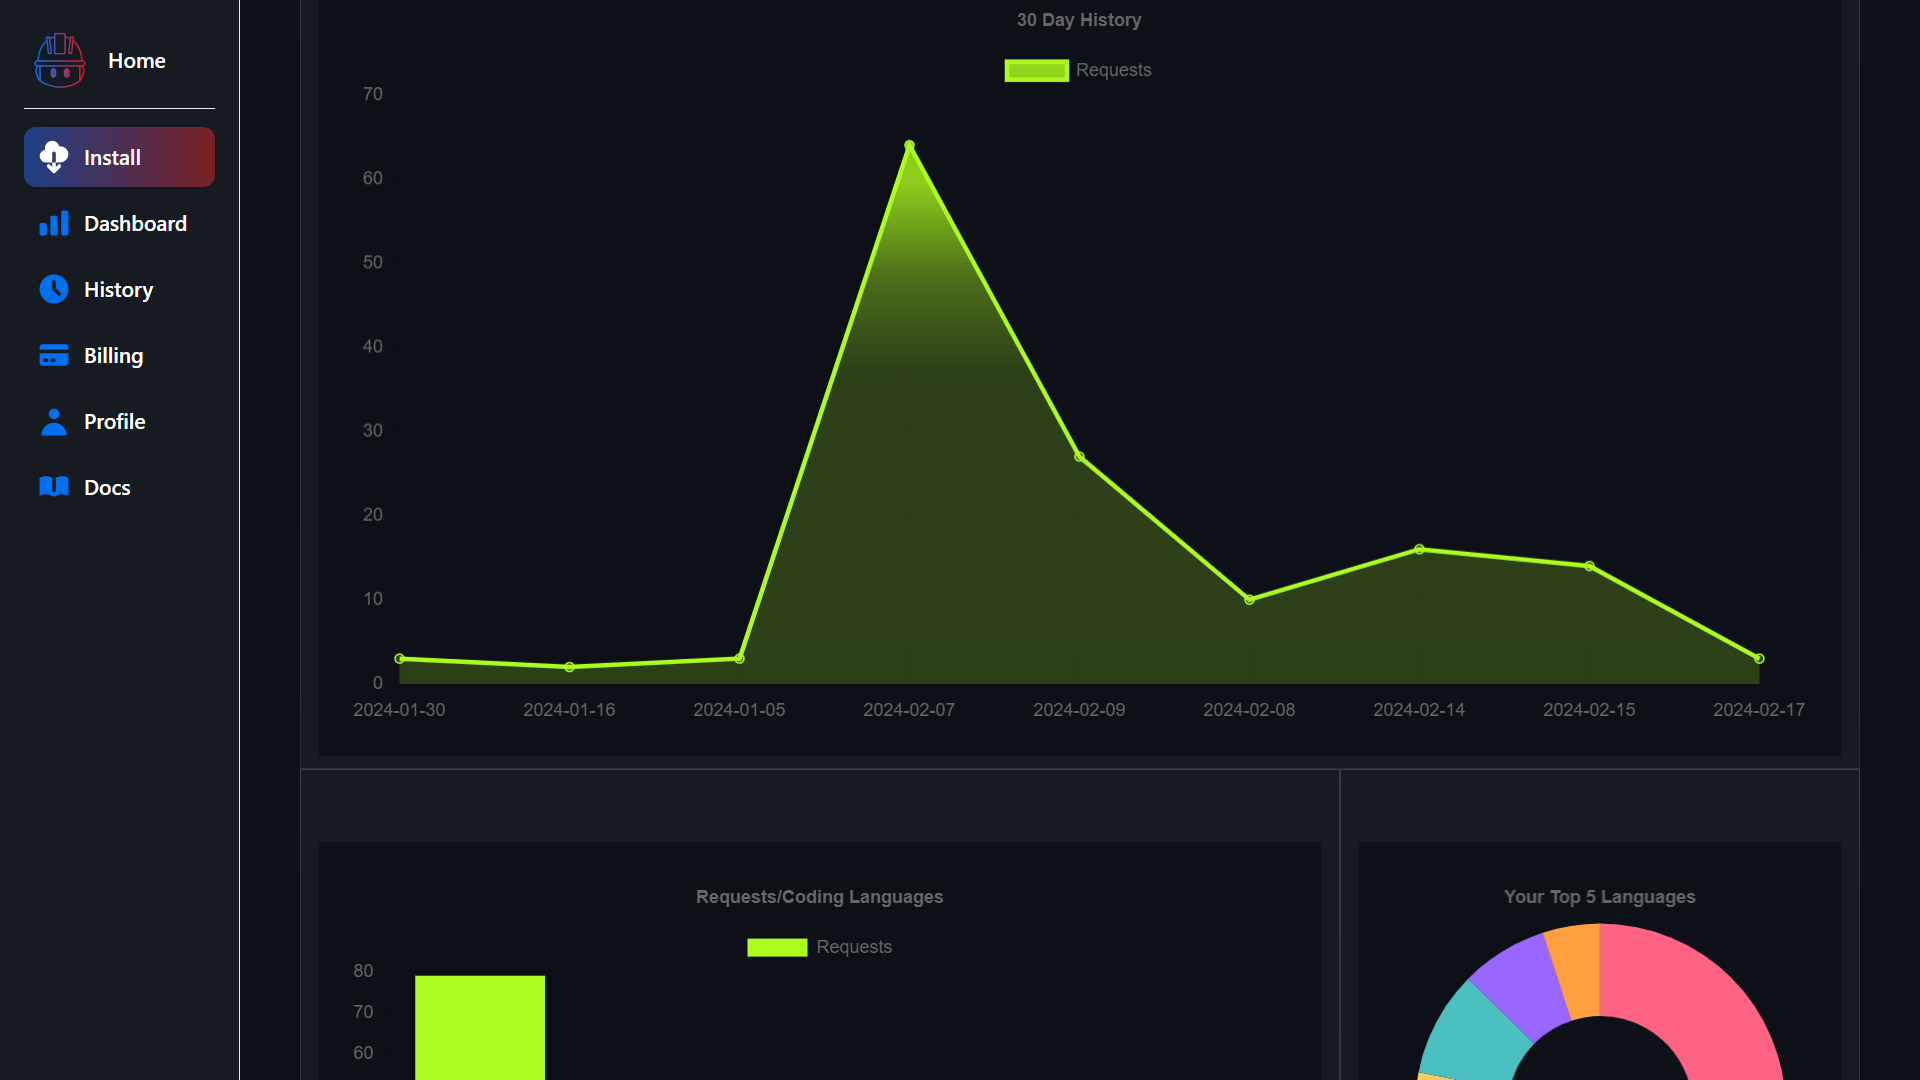 Home
Install
Dashboard
History
Billing
Profile
Docs
30 Day History
Requests
70
60
50
40
30
20
10
0
2024-01-30 2024-01-16 2024-01-05 2024-02-07 2024-02-09 2024-02-08 2024-02-14 2024-02-15 2024-02-17
Requests/Coding Languages
Requests
80
70
60
Your Top 5 Languages